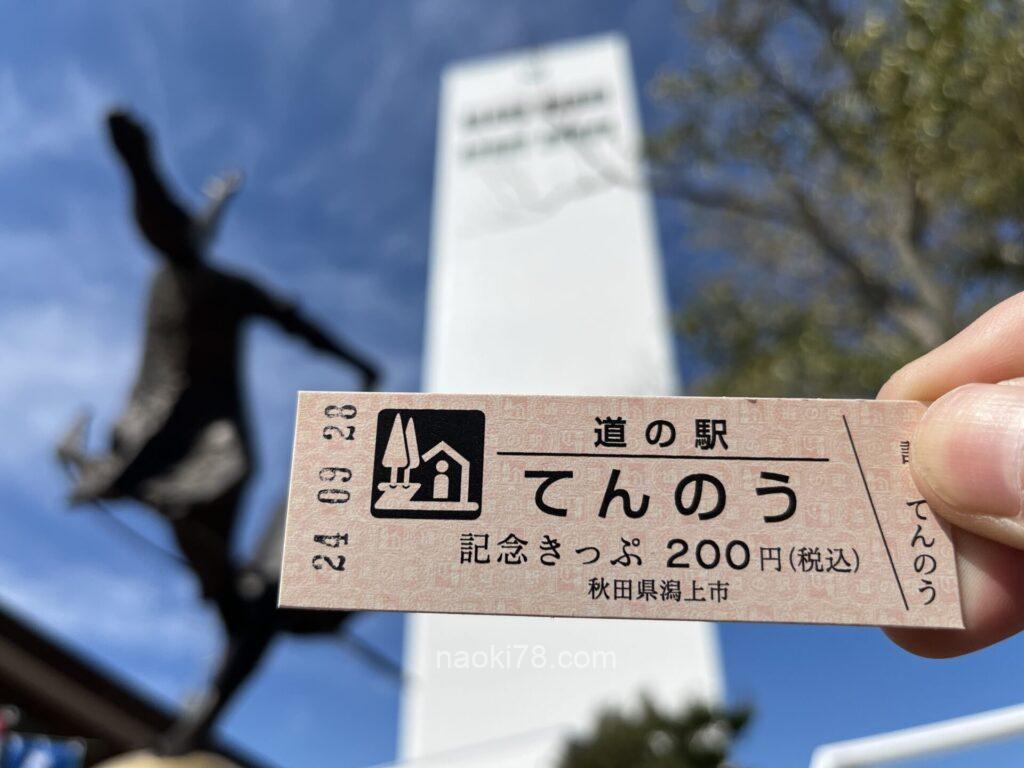 24 09 28
道の駅
てんのう
記念きっぷ 200円(税込)
秋田県潟上市
てんのう
naoki78.com